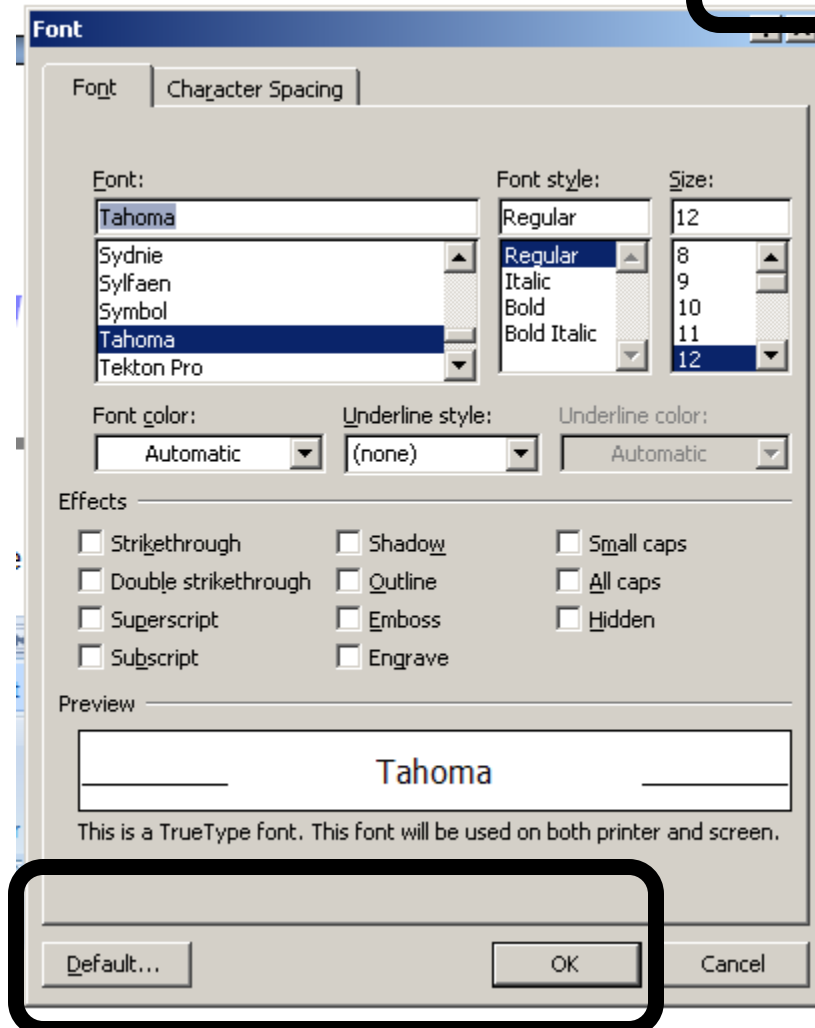 Font
Font Character Spacing
Font: Font style: Size:
Tahoma Regular 12
Sydnie Regular 8
Sylfaen Italic 9
Symbol Bold 10
Tahoma Bold Italic 11
Tekton Pro 12
Font color: Underline style: Underline color:
Automatic (none) Automatic
Effects
Strikethrough Shadow Small caps
Double strikethrough Outline All caps
Superscript Emboss Hidden
Subscript Engrave
Preview
Tahoma
This is a TrueType font. This font will be used on both printer and screen.
Default... OK Cancel